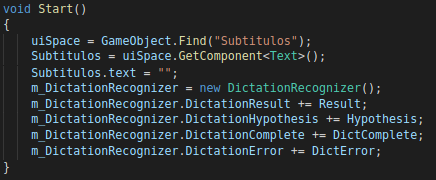 void Start()
{
uiSpace = GameObject.Find("Subtitulos");
Subtitulos = uiSpace.GetComponent<Text>();
Subtitulos.text = "";
m_DictationRecognizer = new DictationRecognizer();
m_DictationRecognizer.DictationResult += Result;
m_DictationRecognizer.DictationHypothesis += Hypothesis;
m_DictationRecognizer.DictationComplete += DictComplete;
m_DictationRecognizer.DictationError += DictError;
}